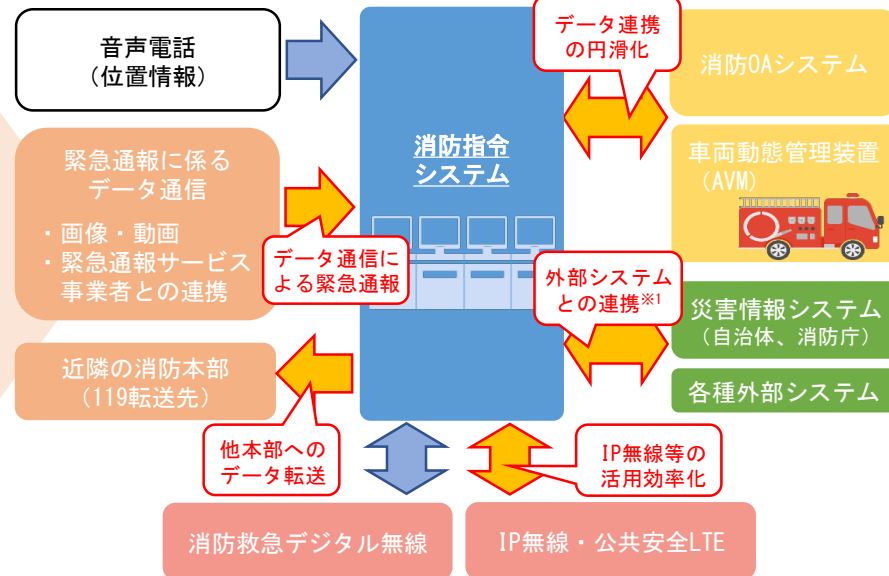 音声電話
（位置情報）
データ連携
の円滑化
消防OAシステム
消防指令
システム
緊急通報に係る
データ通信
・画像・動画
・緊急通報サービス
事業者との連携
データ通信に
よる緊急通報
車両動態管理装置
（AVM）
外部システム
との連携※1
災害情報システム
（自治体、消防庁）
各種外部システム
近隣の消防本部
（119転送先）
他本部への
データ転送
IP無線等の
活用効率化
消防救急デジタル無線
IP無線・公共安全LTE